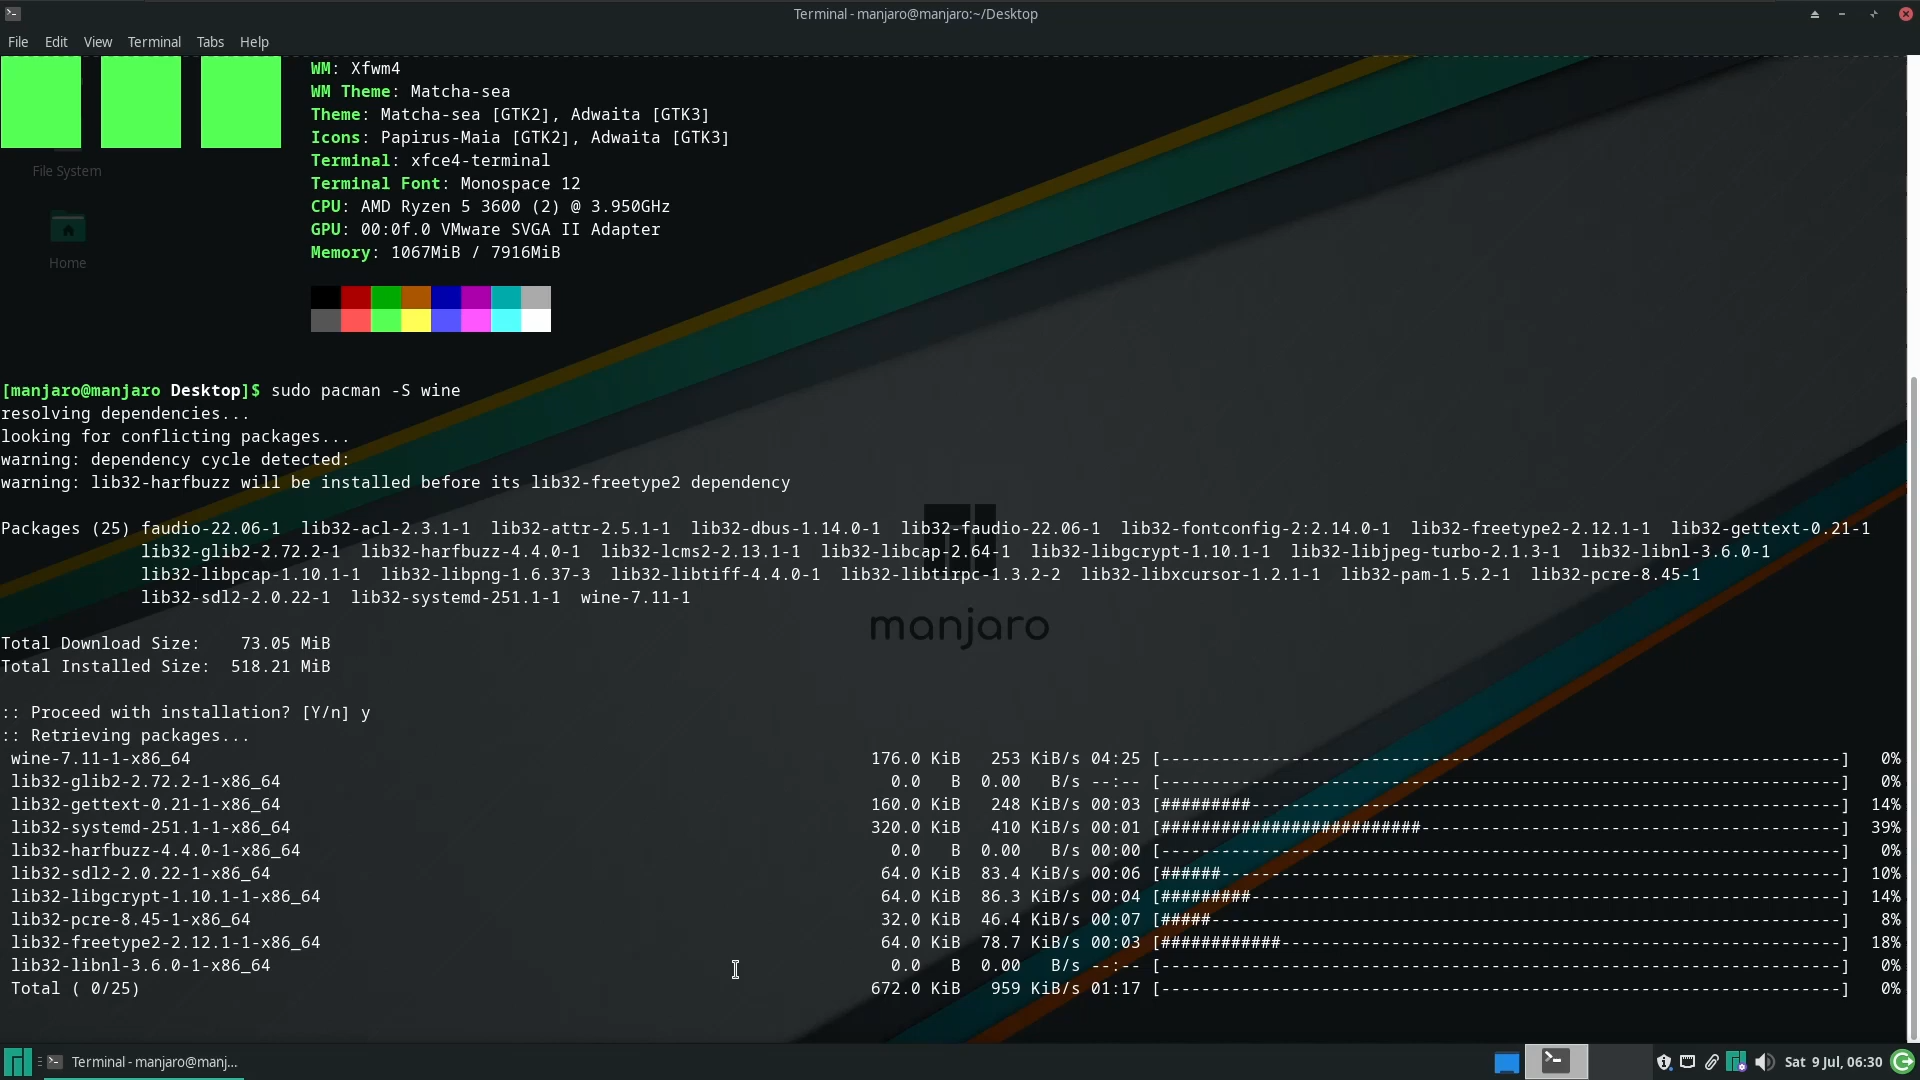 Terminal - manjaro@manjaro:~/Desktop
File Edit View Terminal Tabs Help
WM: Xfwm4
WM Theme: Matcha-sea
Theme: Matcha-sea [GTK2], Adwaita [GTK3]
Icons: Papirus-Maia [GTK2], Adwaita [GTK3]
Terminal: xfce4-terminal
File System
Terminal Font: Monospace 12
CPU: AMD Ryzen 5 3600 (2) @ 3.950GHz
GPU: 00:0f.0 VMware SVGA II Adapter
Memory: 1067MiB / 7916MiB
Home
[manjaro@manjaro Desktop]$ sudo pacman -S wine
resolving dependencies...
looking for conflicting packages...
warning: dependency cycle detected:
warning: lib32-harfbuzz will be installed before its lib32-freetype2 dependency
Packages (25) faudio-22.06-1 lib32-acl-2.3.1-1 lib32-attr-2.5.1-1 lib32-dbus-1.14.0-1 lib32-faudio-22.06-1 lib32-fontconfig-2:2.14.0-1 lib32-freetype2-2.12.1-1 lib32-gettext-0.21-1
lib32-glib2-2.72.2-1 lib32-harfbuzz-4.4.0-1 lib32-lcms2-2.13.1-1 lib32-libcap-2.64-1 lib32-libgcrypt-1.10.1-1 lib32-libjpeg-turbo-2.1.3-1 lib32-libnl-3.6.0-1
lib32-libpcap-1.10.1-1 lib32-libpng-1.6.37-3 lib32-libtiff-4.4.0-1 lib32-libtirpc-1.3.2-2 lib32-libxcursor-1.2.1-1 lib32-pam-1.5.2-1 lib32-pcre-8.45-1
lib32-sdl2-2.0.22-1 lib32-systemd-251.1-1 wine-7.11-1
manjaro
Total Download Size: 73.05 MiB
Total Installed Size: 518.21 MiB
:: Proceed with installation? [Y/n] y
:: Retrieving packages...
wine-7.11-1-x86_64 176.0 KiB 253 KiB/s 04:25 [--------------------------------------------------------------------] 0%
lib32-glib2-2.72.2-1-x86_64 0.0 B 0.00 B/s --:-- [--------------------------------------------------------------------] 0%
lib32-gettext-0.21-1-x86_64 160.0 KiB 248 KiB/s 00:03 [#########-----------------------------------------------------------] 14%
lib32-systemd-251.1-1-x86_64 320.0 KiB 410 KiB/s 00:01 [##########################------------------------------------------] 39%
lib32-harfbuzz-4.4.0-1-x86_64 0.0 B 0.00 B/s 00:00 [--------------------------------------------------------------------] 0%
lib32-sdl2-2.0.22-1-x86_64 64.0 KiB 83.4 KiB/s 00:06 [######--------------------------------------------------------------] 10%
lib32-libgcrypt-1.10.1-1-x86_64 64.0 KiB 86.3 KiB/s 00:04 [#########-----------------------------------------------------------] 14%
lib32-pcre-8.45-1-x86_64 32.0 KiB 46.4 KiB/s 00:07 [#####---------------------------------------------------------------] 8%
lib32-freetype2-2.12.1-1-x86_64 64.0 KiB 78.7 KiB/s 00:03 [############--------------------------------------------------------] 18%
lib32-libnl-3.6.0-1-x86_64 0.0 B 0.00 B/s --:-- [--------------------------------------------------------------------] 0%
Total ( 0/25) 672.0 KiB 959 KiB/s 01:17 [--------------------------------------------------------------------] 0%
Terminal - manjaro@manj...
Sat 9 Jul, 06:30